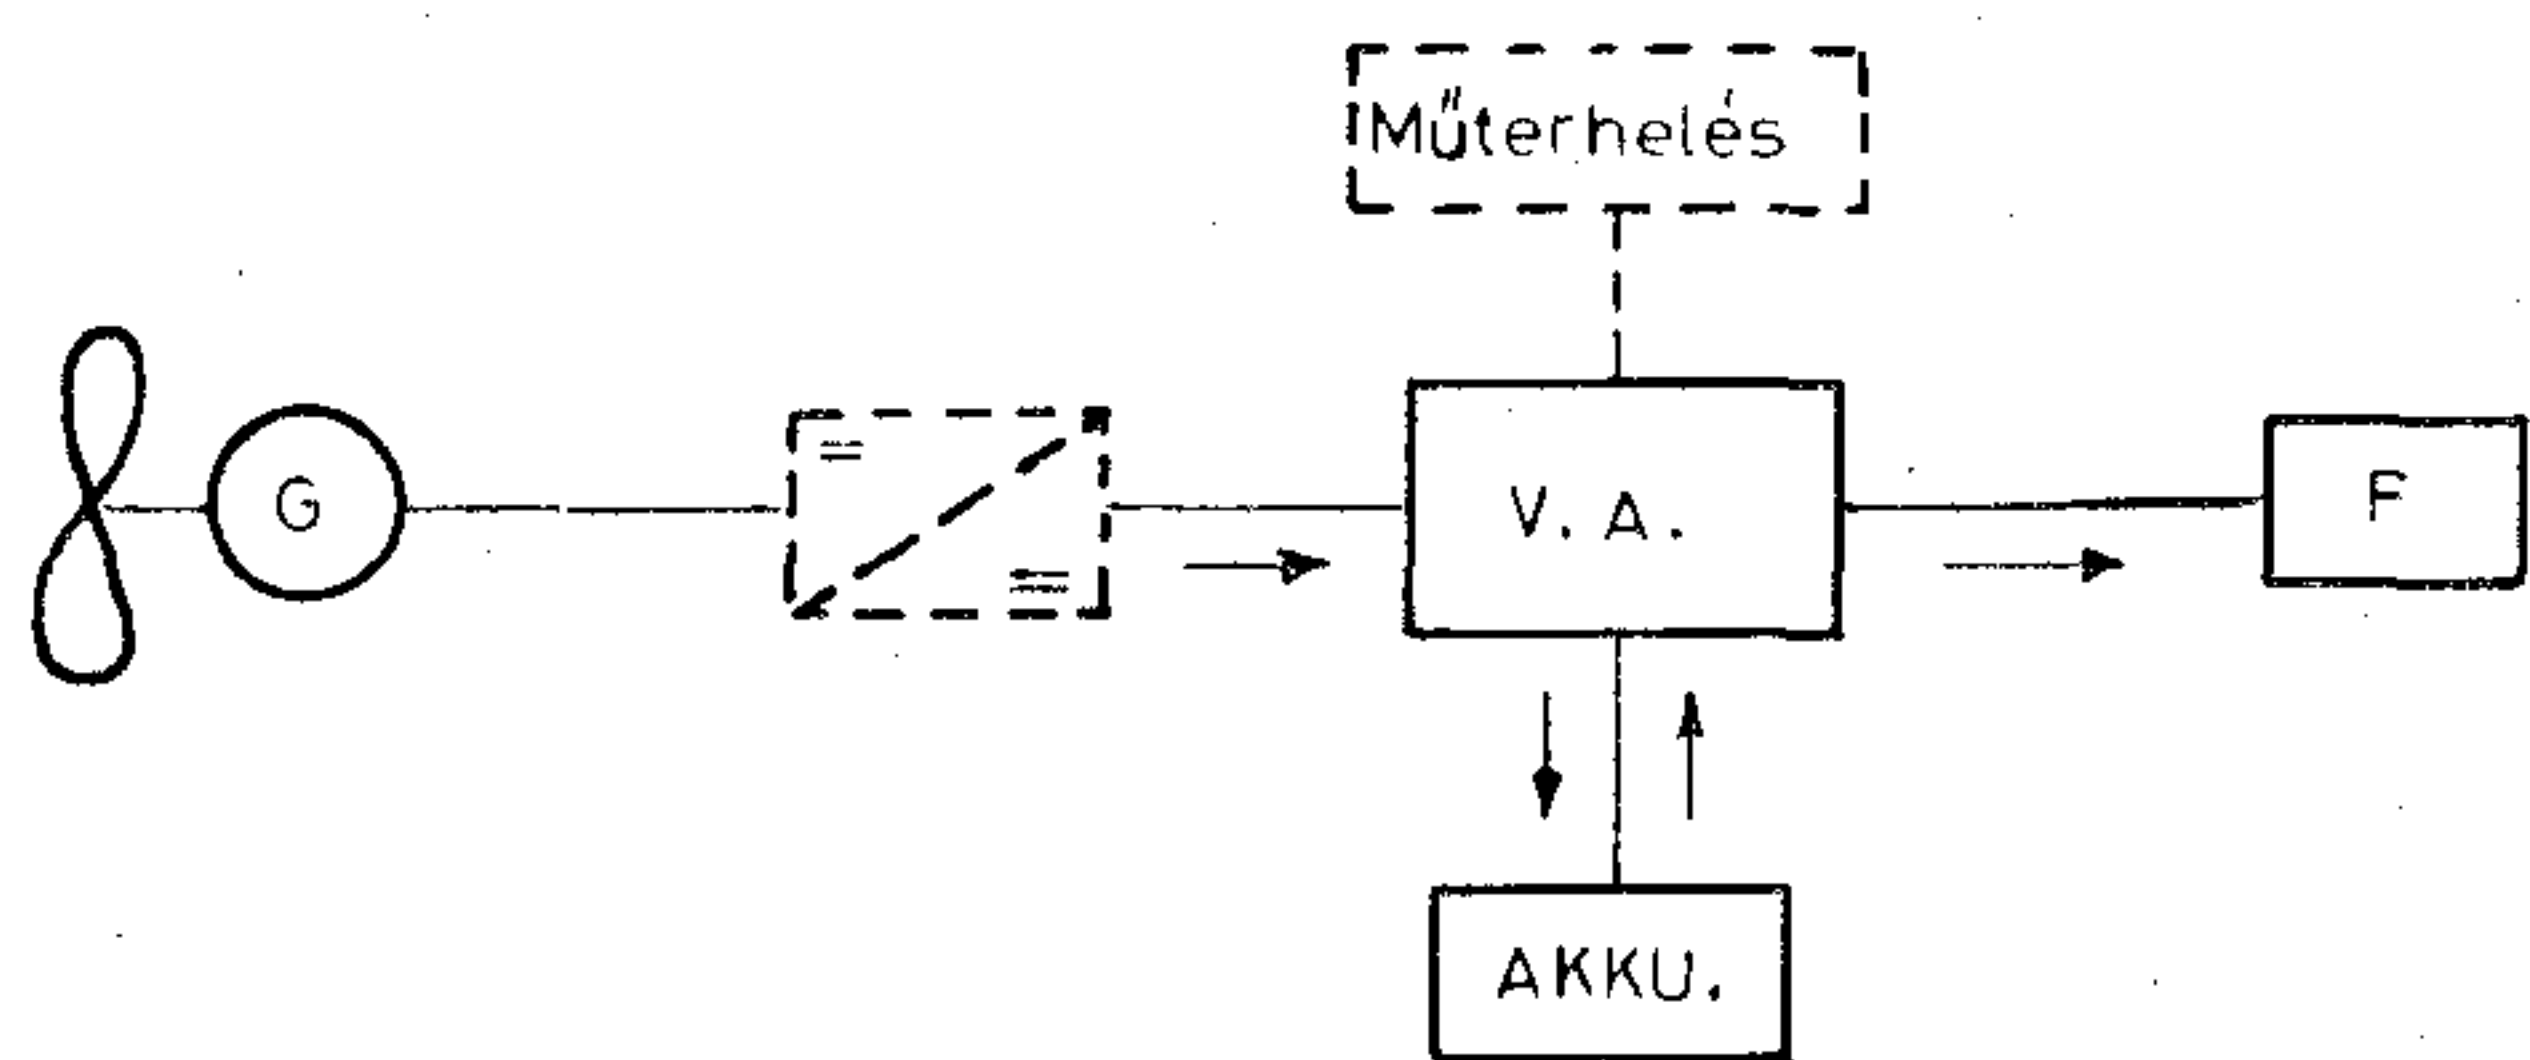 Műterhelés
G
V. A.
F
AKKU.